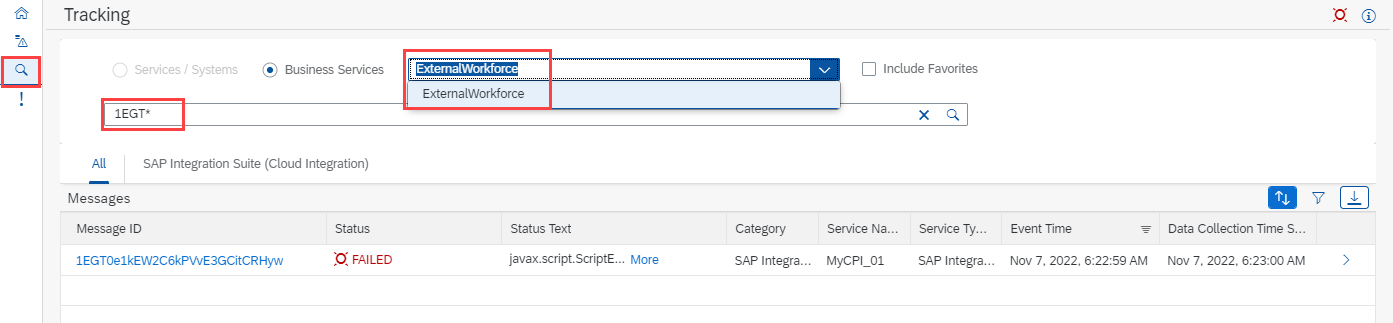 Tracking
Services / Systems
Business Services
ExternalWorkforce
Include Favorites
ExternalWorkforce
1EGT*
All
SAP Integration Suite (Cloud Integration)
Messages
Message ID Status Status Text Category Service Na... Service Ty... Event Time Data Collection Time S...
1EGT0e1kEW2C6kPVvE3GCitCRHyw FAILED javax.script.ScriptE... More SAP Integra... MyCPI_01 SAP Integra... Nov 7, 2022, 6:22:59 AM Nov 7, 2022, 6:23:00 AM